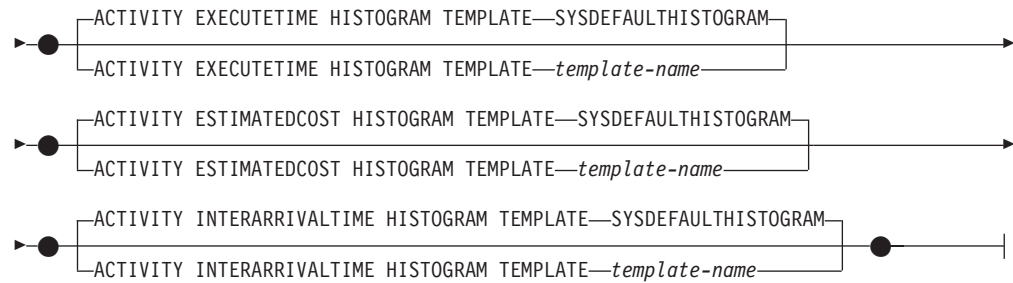 ACTIVITY EXECUTETIME HISTOGRAM TEMPLATE—SYSDEFAULTHISTOGRAM
ACTIVITY EXECUTETIME HISTOGRAM TEMPLATE—template-name
ACTIVITY ESTIMATEDCOST HISTOGRAM TEMPLATE—SYSDEFAULTHISTOGRAM
ACTIVITY ESTIMATEDCOST HISTOGRAM TEMPLATE—template-name
ACTIVITY INTERARRIVALTIME HISTOGRAM TEMPLATE—SYSDEFAULTHISTOGRAM
ACTIVITY INTERARRIVALTIME HISTOGRAM TEMPLATE—template-name